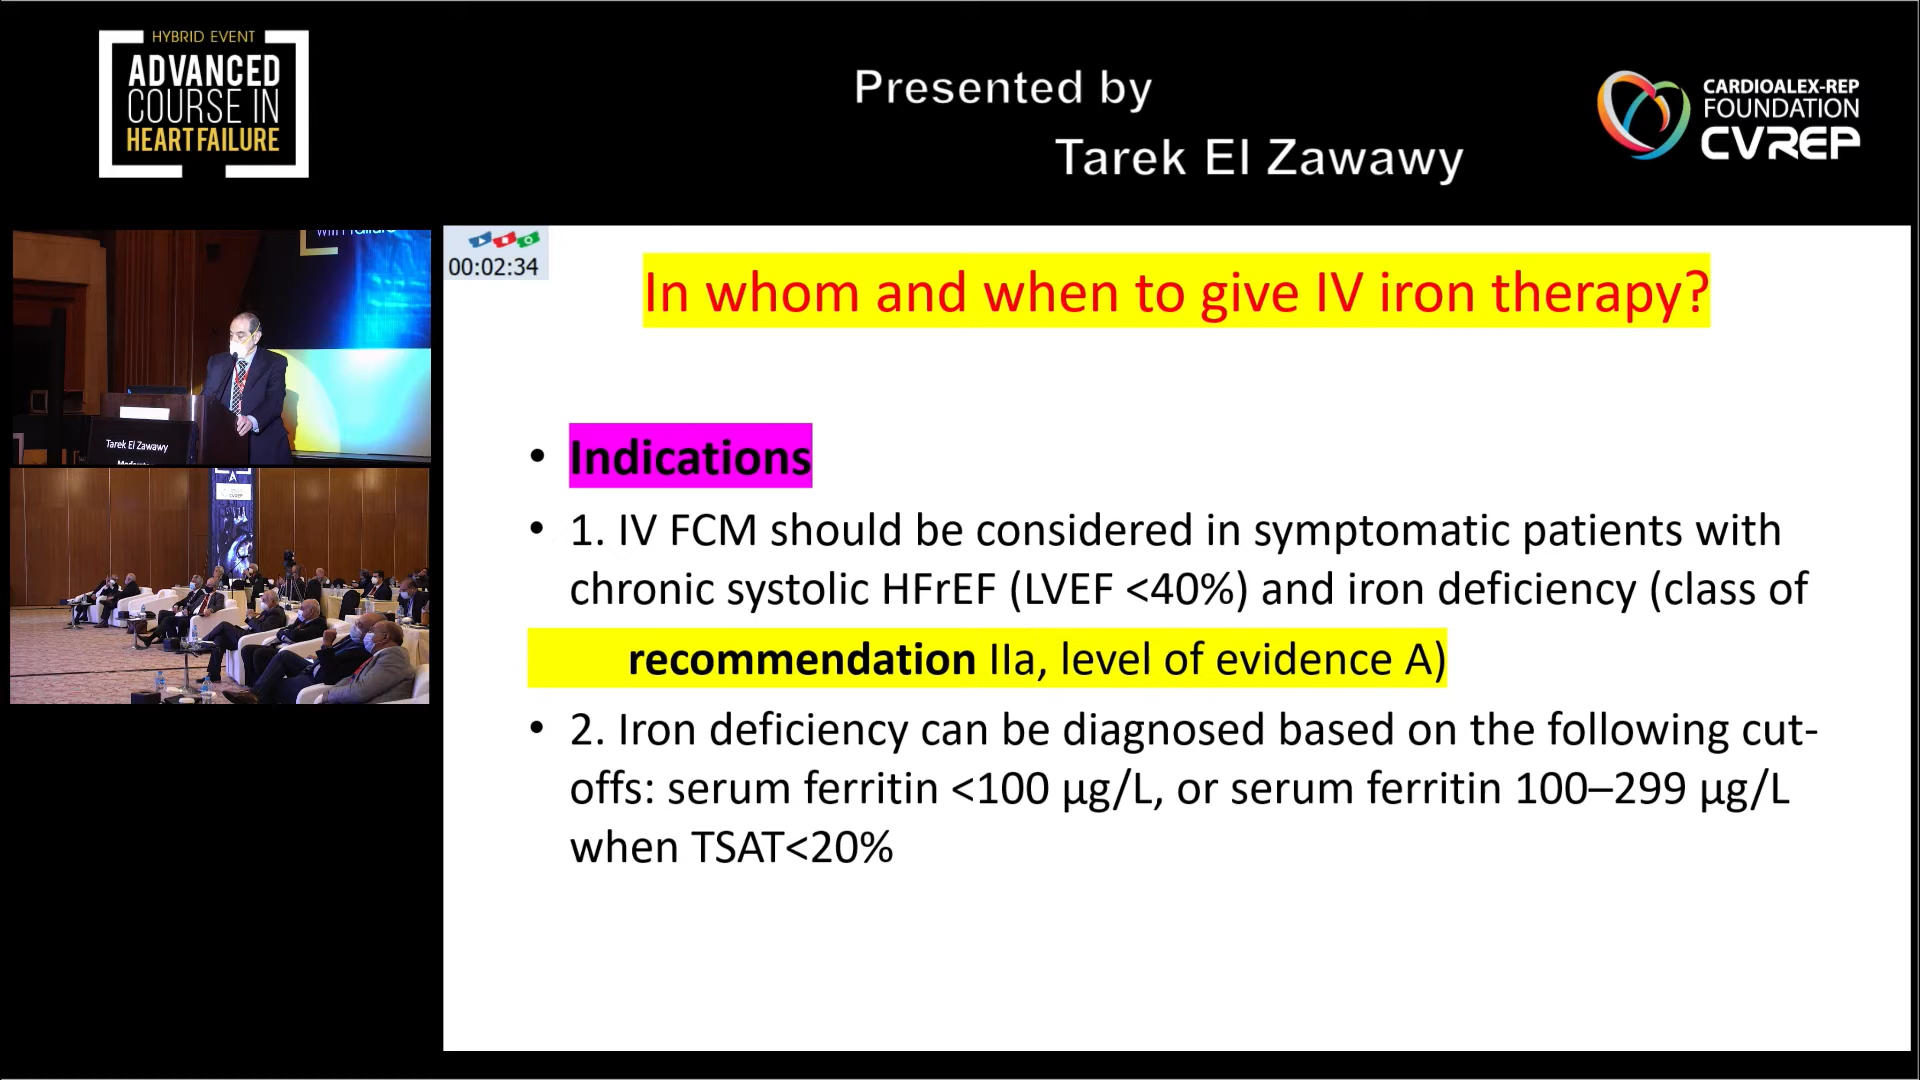 HYBRID EVENT
ADVANCED
COURSE IN
HEART FAILURE
Presented by
Tarek El Zawawy
CARDIOALEX-REP
FOUNDATION
CVREP
00:02:34
In whom and when to give IV iron therapy?
• Indications
• 1. IV FCM should be considered in symptomatic patients with
chronic systolic HFrEF (LVEF <40%) and iron deficiency (class of
recommendation IIa, level of evidence A)
• 2. Iron deficiency can be diagnosed based on the following cut-
offs: serum ferritin <100 µg/L, or serum ferritin 100–299 µg/L
when TSAT<20%
Tarek El Zawawy
CVREP